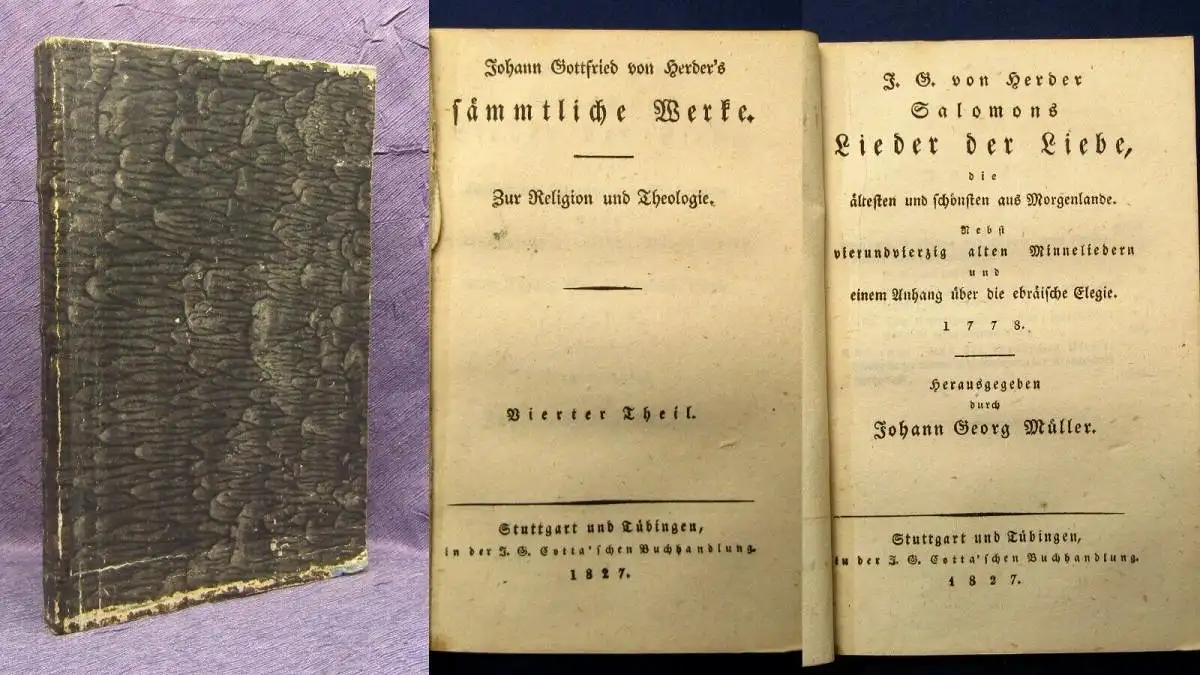 Johann Gottfried von Herder's
sämmtliche Werke.
Zur Religion und Theologie.
Vierter Theil.
Stuttgart und Tübingen,
in der J. G. Cotta'schen Buchhandlung.
1827.
J. G. von Herder
Salomons
Lieder der Liebe,
die
ältesten und schönsten aus Morgenlande.
Nebst
vierundvierzig alten Minneliedern
und
einem Anhang über die ebräische Elegie.
1778.
Herausgegeben
durch
Johann Georg Müller.
Stuttgart und Tübingen,
in der J. G. Cotta'schen Buchhandlung.
1827.